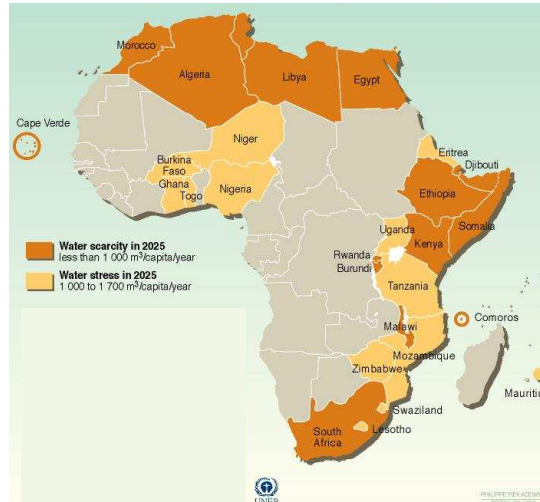 Morocco
Algeria
Libya
Egypt
Cape Verde
Niger
Burkina
Faso
Ghana
Togo
Nigeria
Eritrea
Djibouti
Ethiopia
Somalia
Uganda
Kenya
Rwanda
Burundi
Tanzania
Malawi
Comoros
Mozambique
Zimbabwe
Mauritiu
Swaziland
Lesotho
South
Africa
Water scarcity in 2025
less than 1 000 m³/capita/year
Water stress in 2025
1 000 to 1 700 m³/capita/year
UNEP